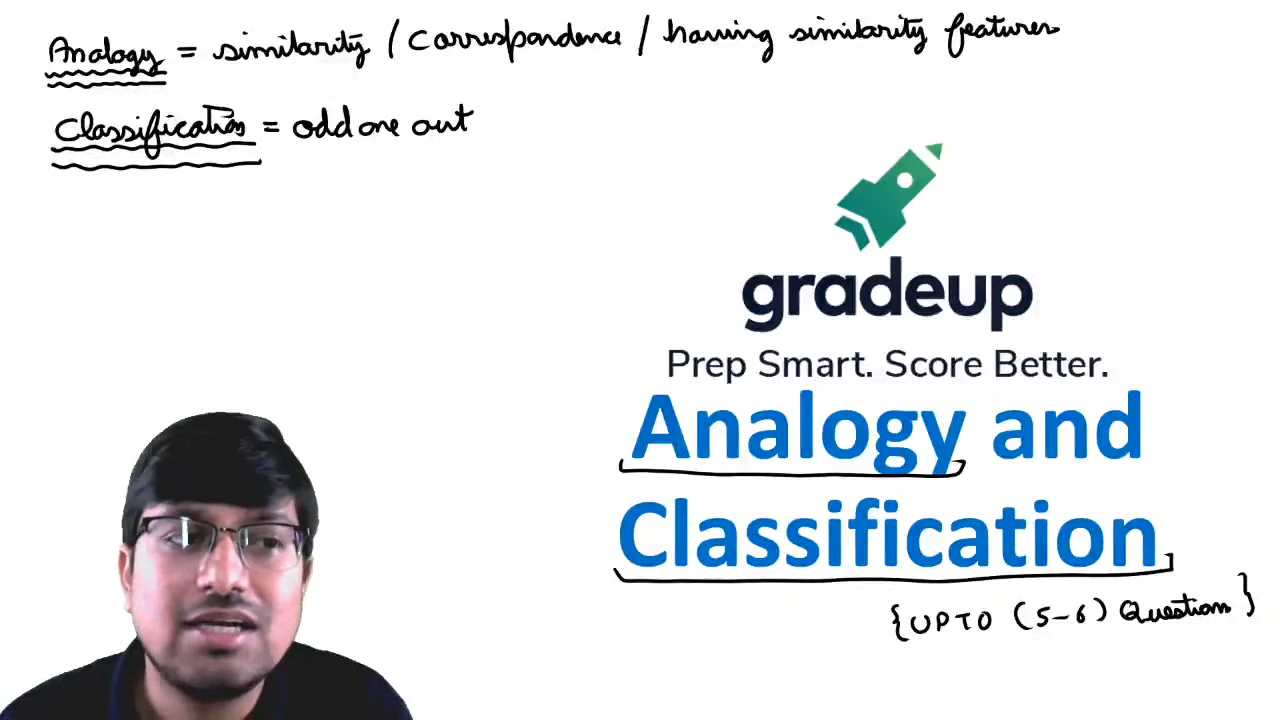 Analogy = similarity / Correspondence / having similarity features
Classification = odd one out
gradeup
Prep Smart. Score Better.
Analogy and
Classification
{UPTO (5-6) Question}